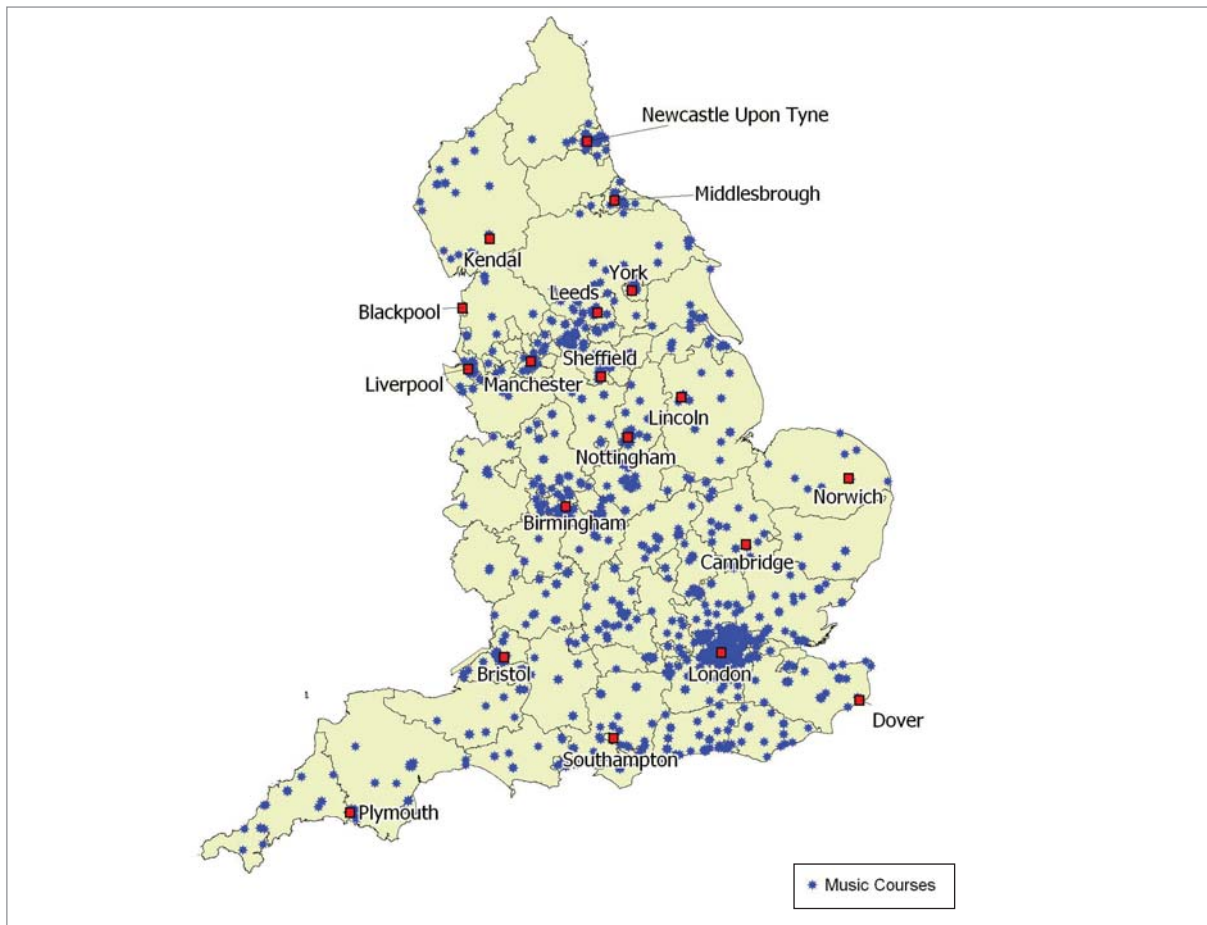 Newcastle Upon Tyne
Middlesbrough
Kendal
York
Leeds
Blackpool
Sheffield
Liverpool
Manchester
Lincoln
Nottingham
Norwich
Birmingham
Cambridge
Bristol
London
Dover
Southampton
Plymouth
Music Courses